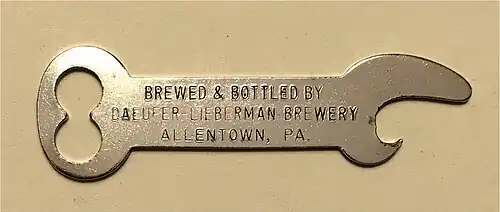 BREWED & BOTTLED BY
DAEUFER-LIEBERMAN BREWERY
ALLENTOWN, PA.